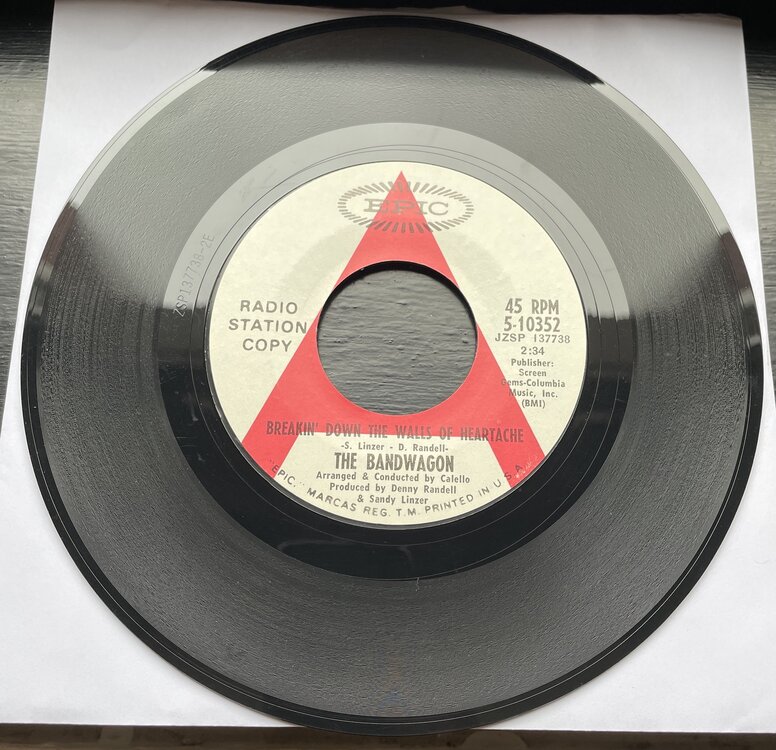 EPIC
RADIO
STATION
COPY
45 RPM
5-10352
JZSP 137738
2:34
Publisher:
Screen
Gems-Columbia
Music, Inc.
(BMI)
BREAKIN' DOWN THE WALLS OF HEARTACHE
-S. Linzer - D. Randell-
THE BANDWAGON
Arranged & Conducted by Calello
Produced by Denny Randell
& Sandy Linzer
"EPIC," MARCAS REG. T.M. PRINTED IN U.S.A.
ZSP137738-2E